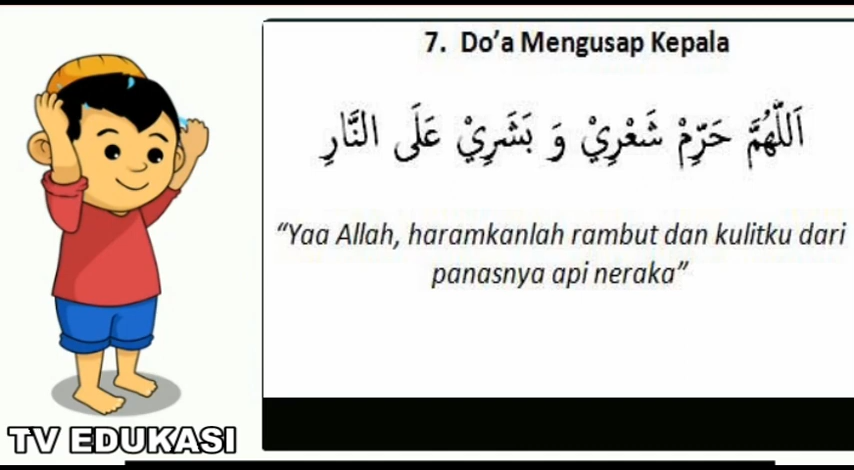 7. Do'a Mengusap Kepala
اَللّٰهُمَّ حَرِّمْ شَعْرِيْ وَ بَشَرِيْ عَلَى النَّارِ
"Yaa Allah, haramkanlah rambut dan kulitku dari
panasnya api neraka"
TV EDUKASI